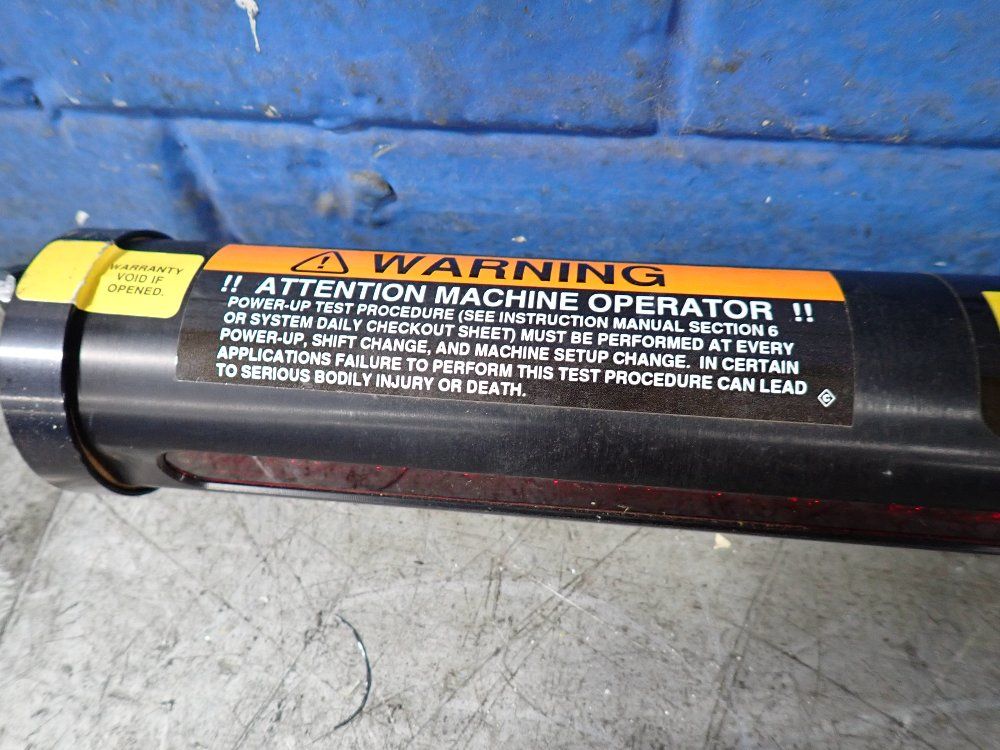 WARRANTY
VOID IF
OPENED.
WARNING
!! ATTENTION MACHINE OPERATOR !!
POWER-UP TEST PROCEDURE (SEE INSTRUCTION MANUAL SECTION 6
OR SYSTEM DAILY CHECKOUT SHEET) MUST BE PERFORMED AT EVERY
POWER-UP, SHIFT CHANGE, AND MACHINE SETUP CHANGE. IN CERTAIN
APPLICATIONS FAILURE TO PERFORM THIS TEST PROCEDURE CAN LEAD
TO SERIOUS BODILY INJURY OR DEATH.